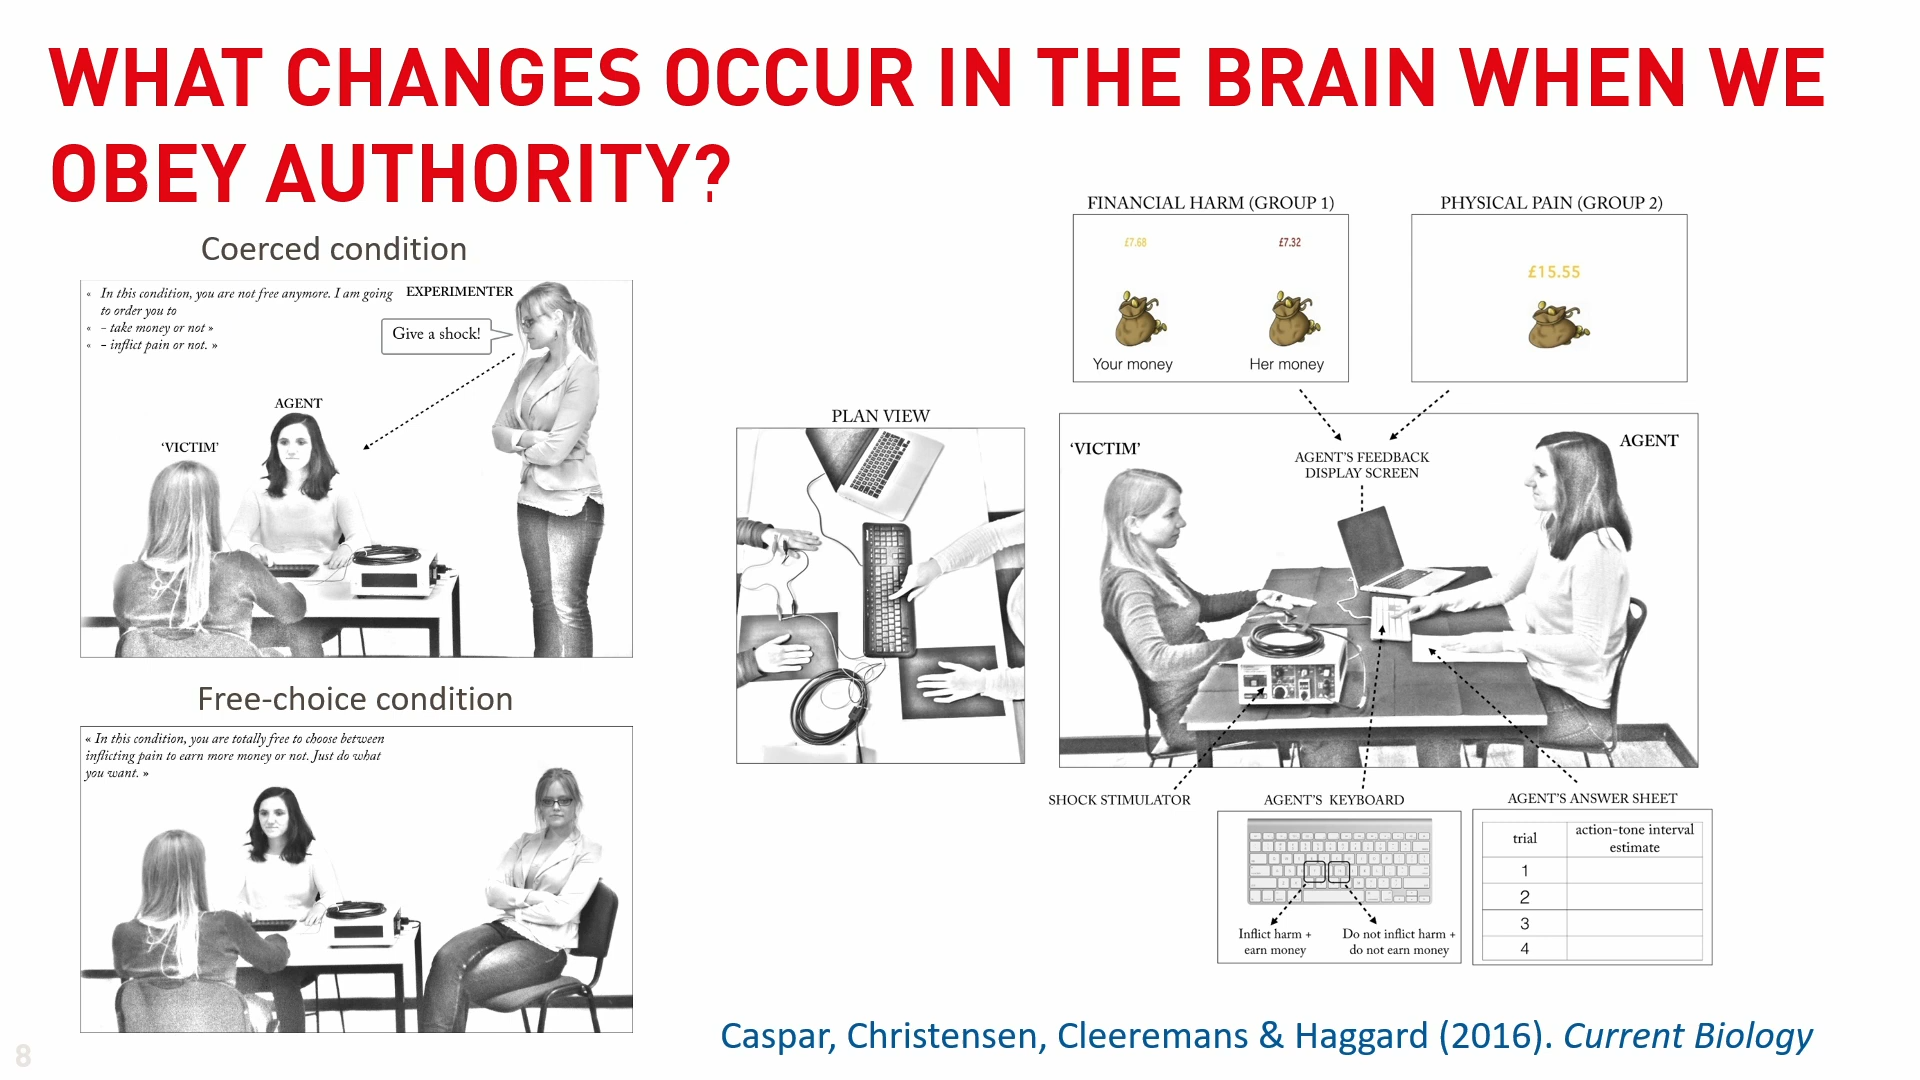 WHAT CHANGES OCCUR IN THE BRAIN WHEN WE
OBEY AUTHORITY?
Coerced condition
« In this condition, you are not free anymore. I am going
to order you to
« – take money or not »
« – inflict pain or not. »
EXPERIMENTER
Give a shock!
AGENT
‘VICTIM’
Free-choice condition
« In this condition, you are totally free to choose between
inflicting pain to earn more money or not. Just do what
you want. »
PLAN VIEW
FINANCIAL HARM (GROUP 1)
£7.68
£7.32
Your money
Her money
PHYSICAL PAIN (GROUP 2)
£15.55
‘VICTIM’
AGENT’S FEEDBACK
DISPLAY SCREEN
AGENT
SHOCK STIMULATOR
AGENT’S KEYBOARD
Inflict harm +
earn money
Do not inflict harm +
do not earn money
AGENT’S ANSWER SHEET
trial
action-tone interval
estimate
1
2
3
4
Caspar, Christensen, Cleeremans & Haggard (2016). Current Biology
8